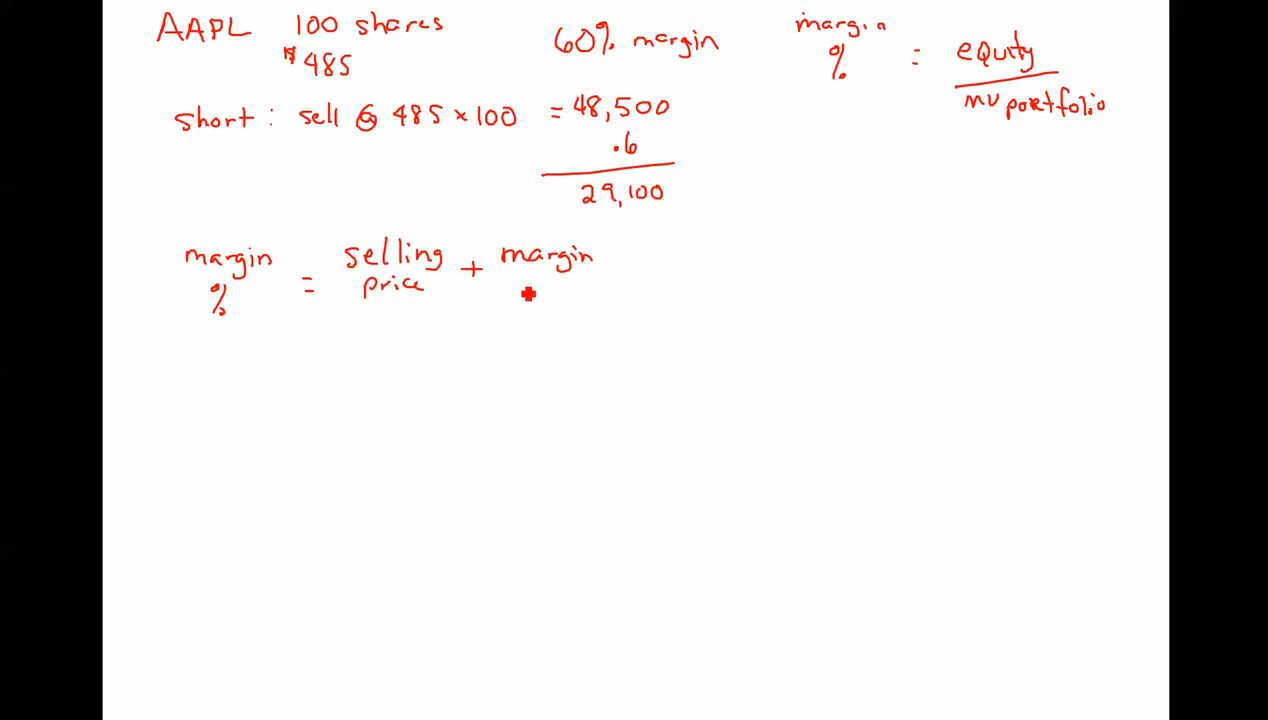 AAPL 100 shares
$485
60% margin
margin % = equity / mv portfolio
short: sell @ 485 × 100 = 48,500
.6
29,100
margin % = selling price + margin